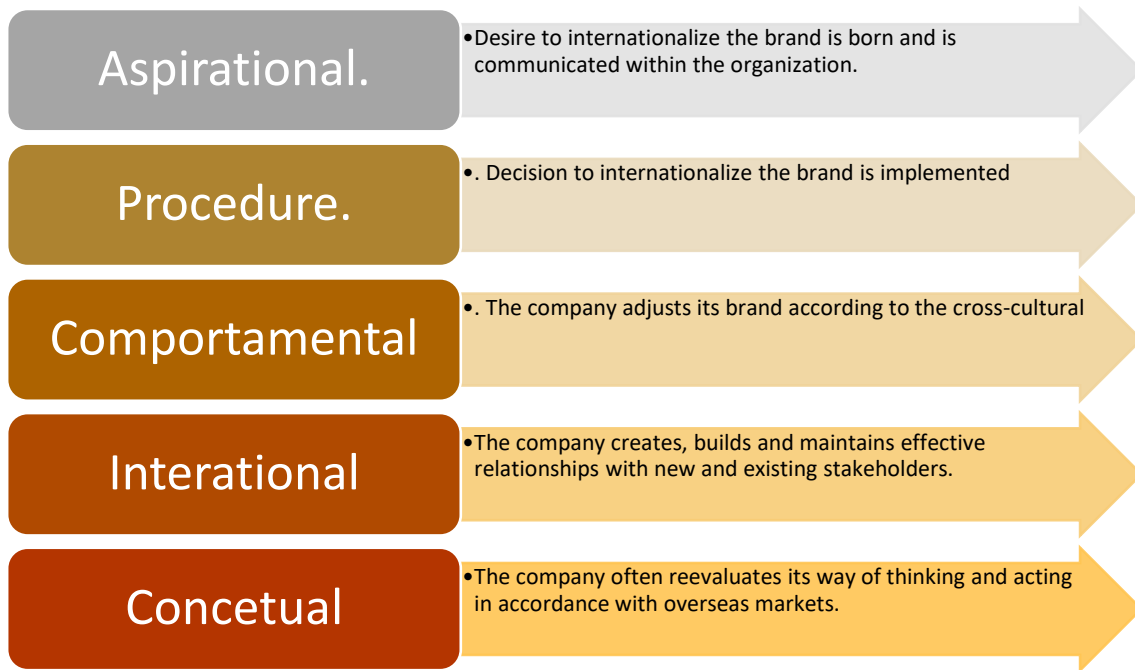 Aspirational.
•Desire to internationalize the brand is born and is
communicated within the organization.
Procedure.
•. Decision to internationalize the brand is implemented
Comportamental
•. The company adjusts its brand according to the cross-cultural
Interational
•The company creates, builds and maintains effective
relationships with new and existing stakeholders.
Concetual
•The company often reevaluates its way of thinking and acting
in accordance with overseas markets.